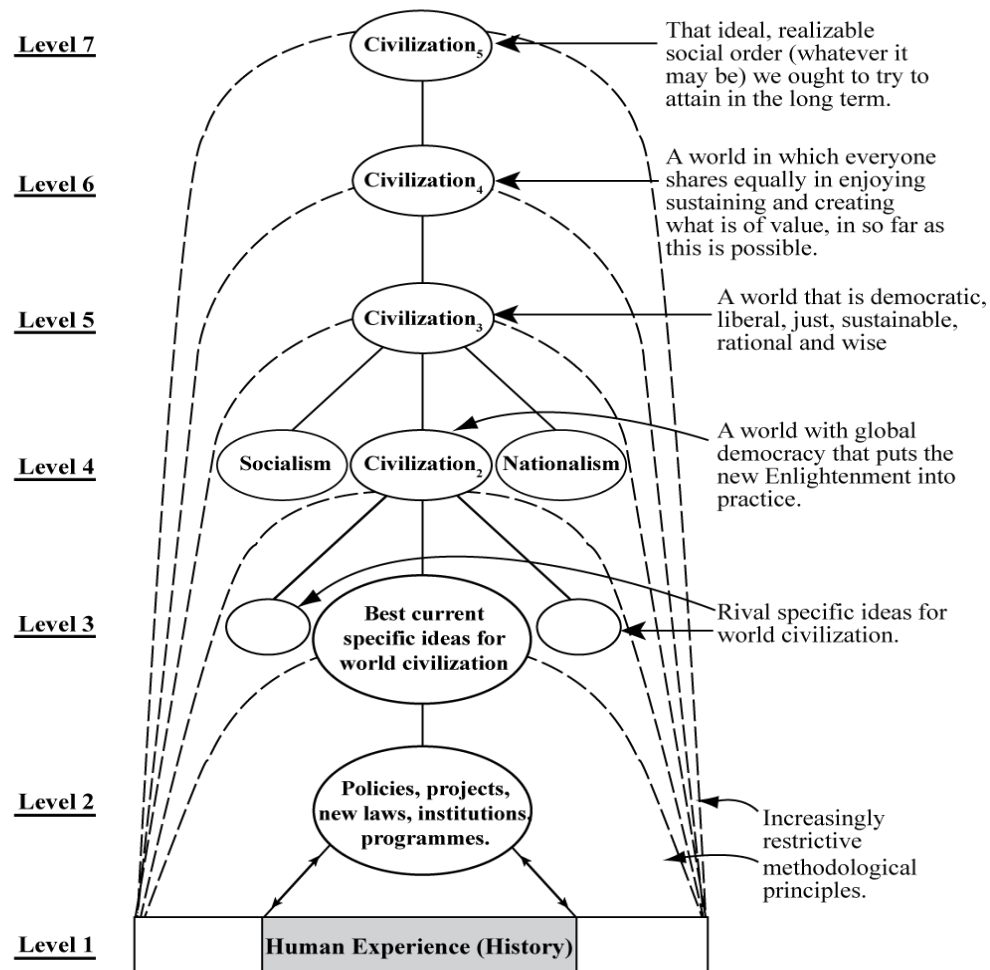 Level 7
Civilization₅
That ideal, realizable
social order (whatever it
may be) we ought to try to
attain in the long term.
Level 6
Civilization₄
A world in which everyone
shares equally in enjoying
sustaining and creating
what is of value, in so far as
this is possible.
Level 5
Civilization₃
A world that is democratic,
liberal, just, sustainable,
rational and wise
Level 4
Socialism
Civilization₂
Nationalism
A world with global
democracy that puts the
new Enlightenment into
practice.
Level 3
Best current
specific ideas for
world civilization
Rival specific ideas for
world civilization.
Level 2
Policies, projects,
new laws, institutions,
programmes.
Increasingly
restrictive
methodological
principles.
Level 1
Human Experience (History)